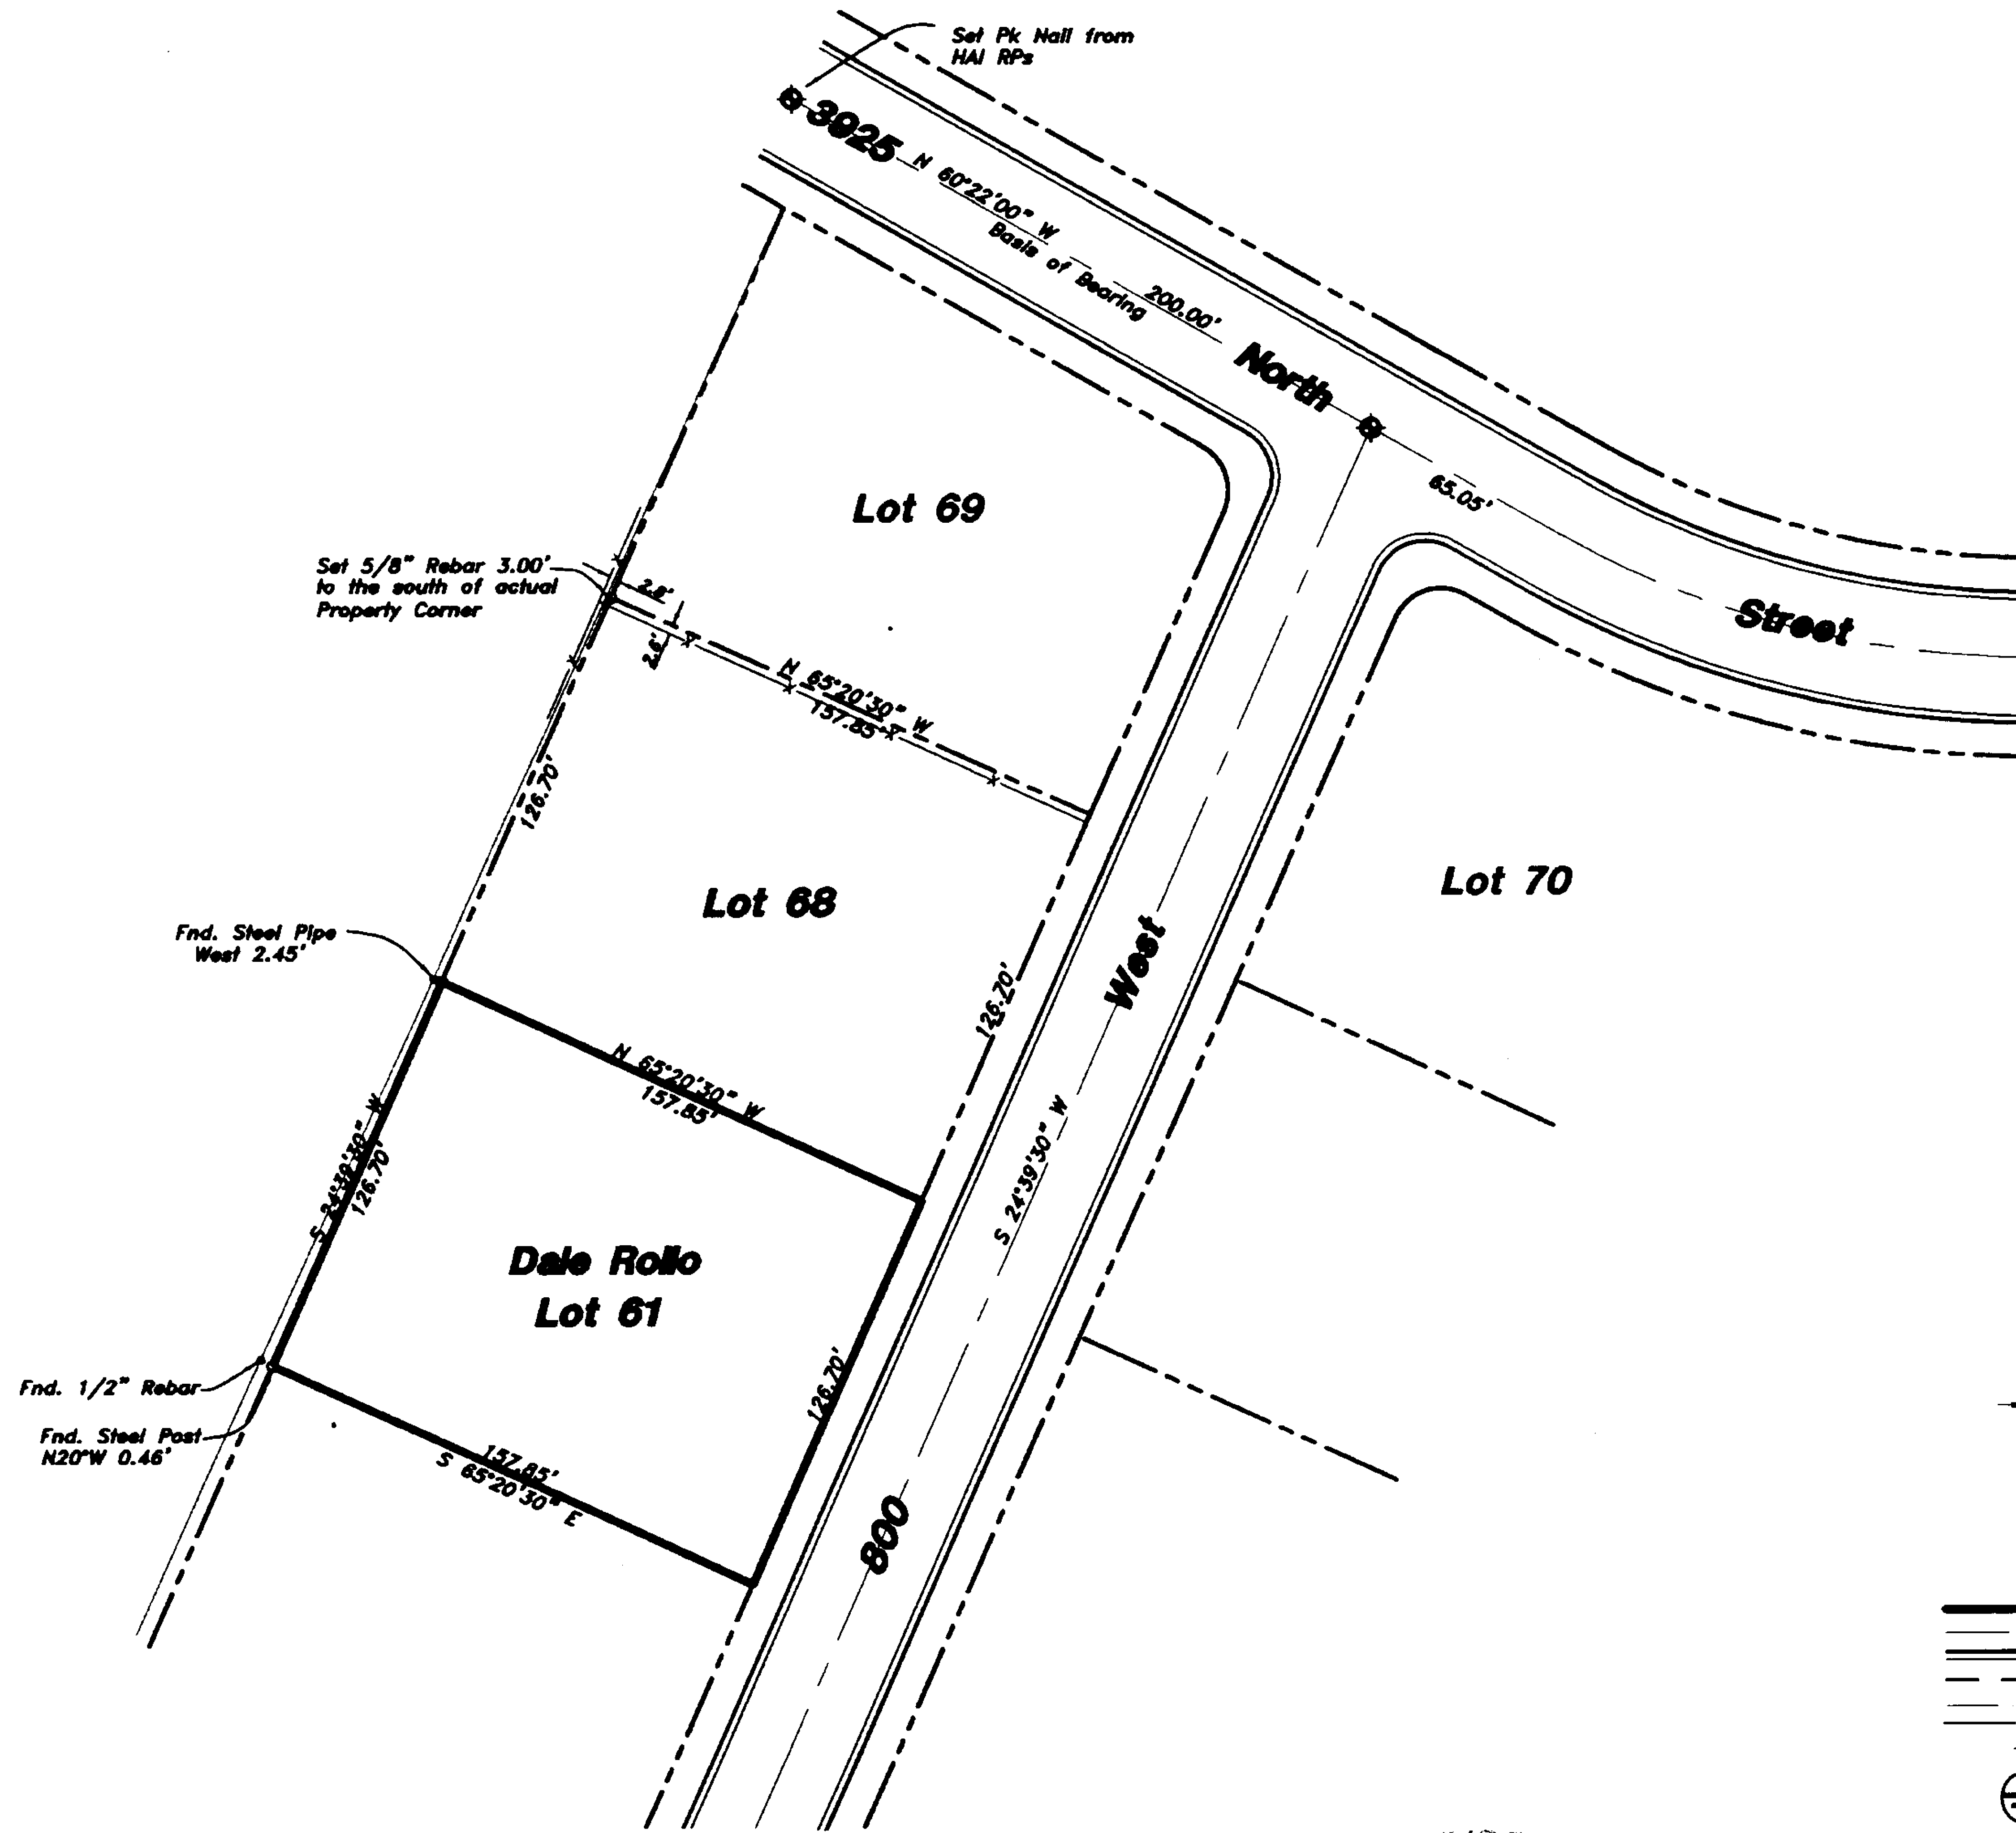 Set Pk Nail from
HAI RPs
3925 North Street
N 60°22'00" W
200.00'
Basis of Bearing
65.05'
Lot 69
Set 5/8" Rebar 3.00'
to the south of actual
Property Corner
2.6'
N 65°20'30" W
157.85'
126.70'
Lot 68
Lot 70
Fnd. Steel Pipe
West 2.45'
126.70'
800 West
S 24°39'30" W
N 65°20'30" W
157.85'
S 24°39'30" W
126.70'
Dale Rollo
Lot 61
126.70'
Fnd. 1/2" Rebar
Fnd. Steel Post
N20°W 0.46'
157.85'
S 65°20'30" E